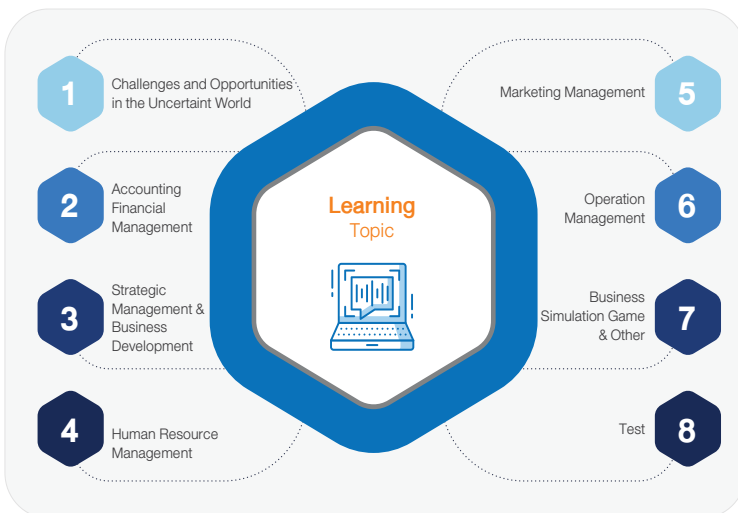 1
Challenges and Opportunities
in the Uncertaint World
2
Accounting
Financial
Management
3
Strategic
Management &
Business
Development
4
Human Resource
Management
Learning
Topic
Marketing Management
5
Operation
Management
6
Business
Simulation Game
& Other
7
Test
8